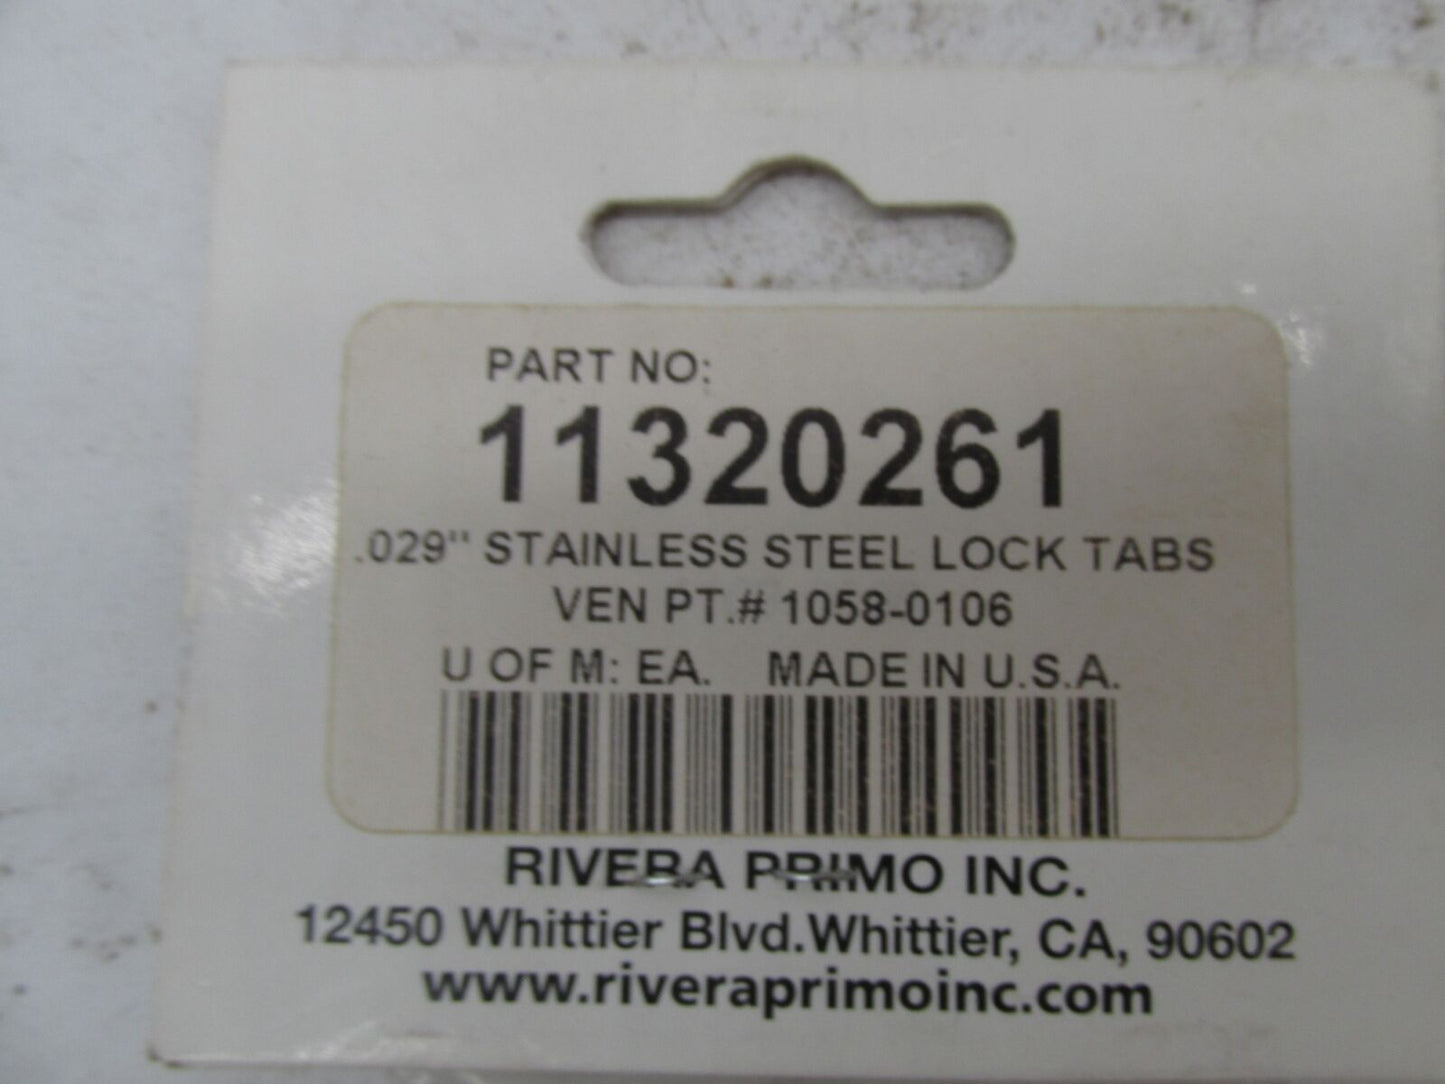 PART NO:
11320261
.029" STAINLESS STEEL LOCK TABS
VEN PT.# 1058-0106
U OF M: EA. MADE IN U.S.A.
RIVERA PRIMO INC.
12450 Whittier Blvd.Whittier, CA, 90602
www.riveraprimoinc.com